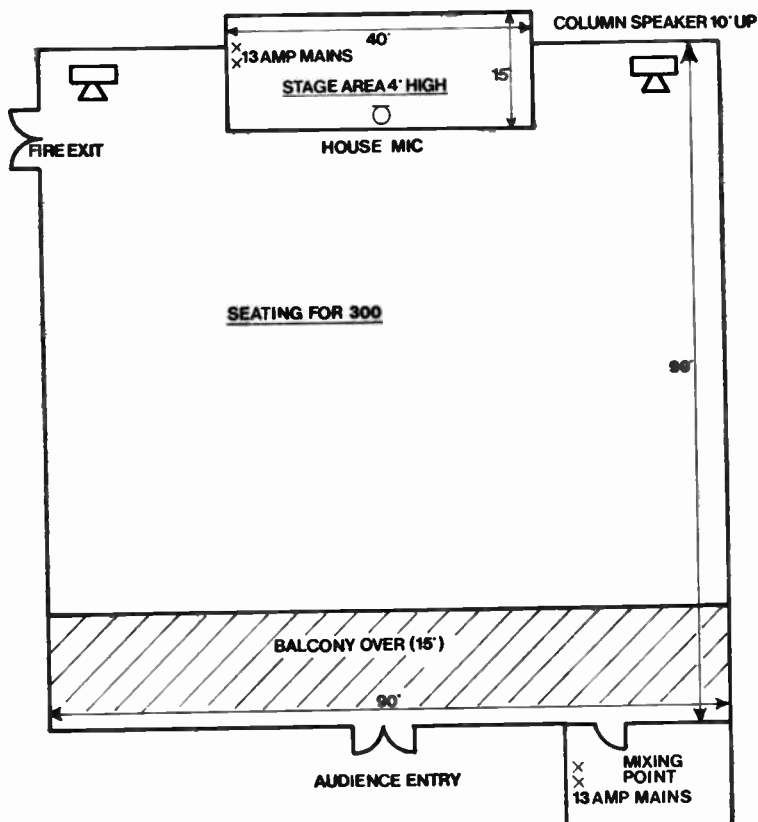 COLUMN SPEAKER 10' UP
40'
13 AMP MAINS
15'
STAGE AREA 4' HIGH
HOUSE MIC
FIRE EXIT
SEATING FOR 300
90'
BALCONY OVER (15')
90'
AUDIENCE ENTRY
MIXING
POINT
13 AMP MAINS